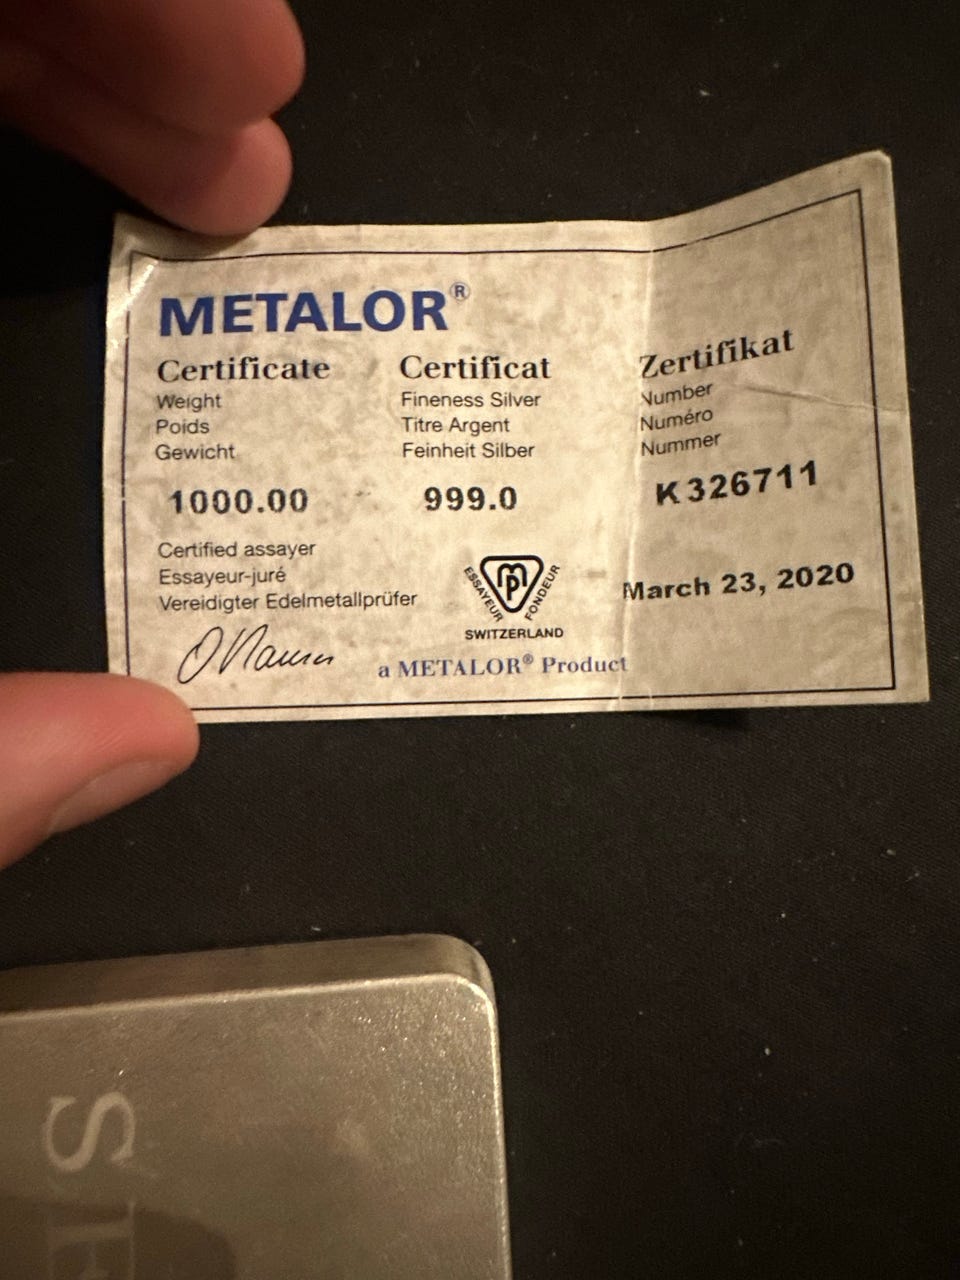 METALOR®
Certificate Certificat Zertifikat
Weight Fineness Silver Number
Poids Titre Argent Numéro
Gewicht Feinheit Silber Nummer
1000.00 999.0 K 326711
Certified assayer
Essayeur-juré
Vereidigter Edelmetallprüfer
March 23, 2020
ESSAYEUR MP FONDEUR
SWITZERLAND
a METALOR® Product
S